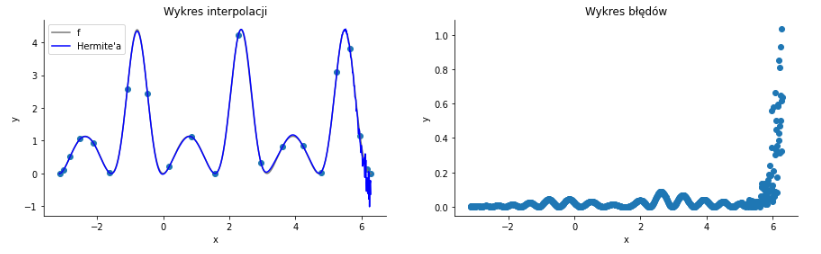 Wykres interpolacji
f
Hermite'a
4
3
2
1
0
−1
y
−2
0
2
4
6
x
Wykres błędów
1.0
0.8
0.6
0.4
0.2
0.0
y
−2
0
2
4
6
x